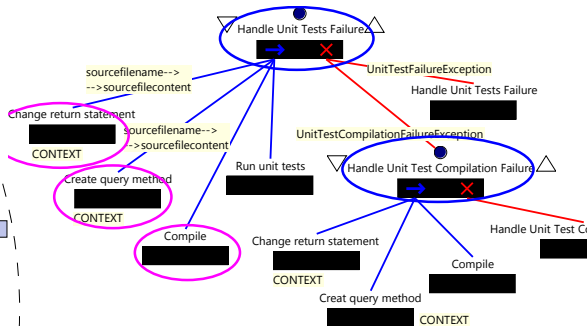 Handle Unit Tests Failure
sourcefilename-->
-->sourcefilecontent
UnitTestFailureException
Handle Unit Tests Failure
Change return statement
CONTEXT
sourcefilename-->
->sourcefilecontent
UnitTestCompilationFailureException
Run unit tests
Handle Unit Test Compilation Failure
Create query method
CONTEXT
Compile
Change return statement
CONTEXT
Handle Unit Test Co
Compile
Creat query method
CONTEXT